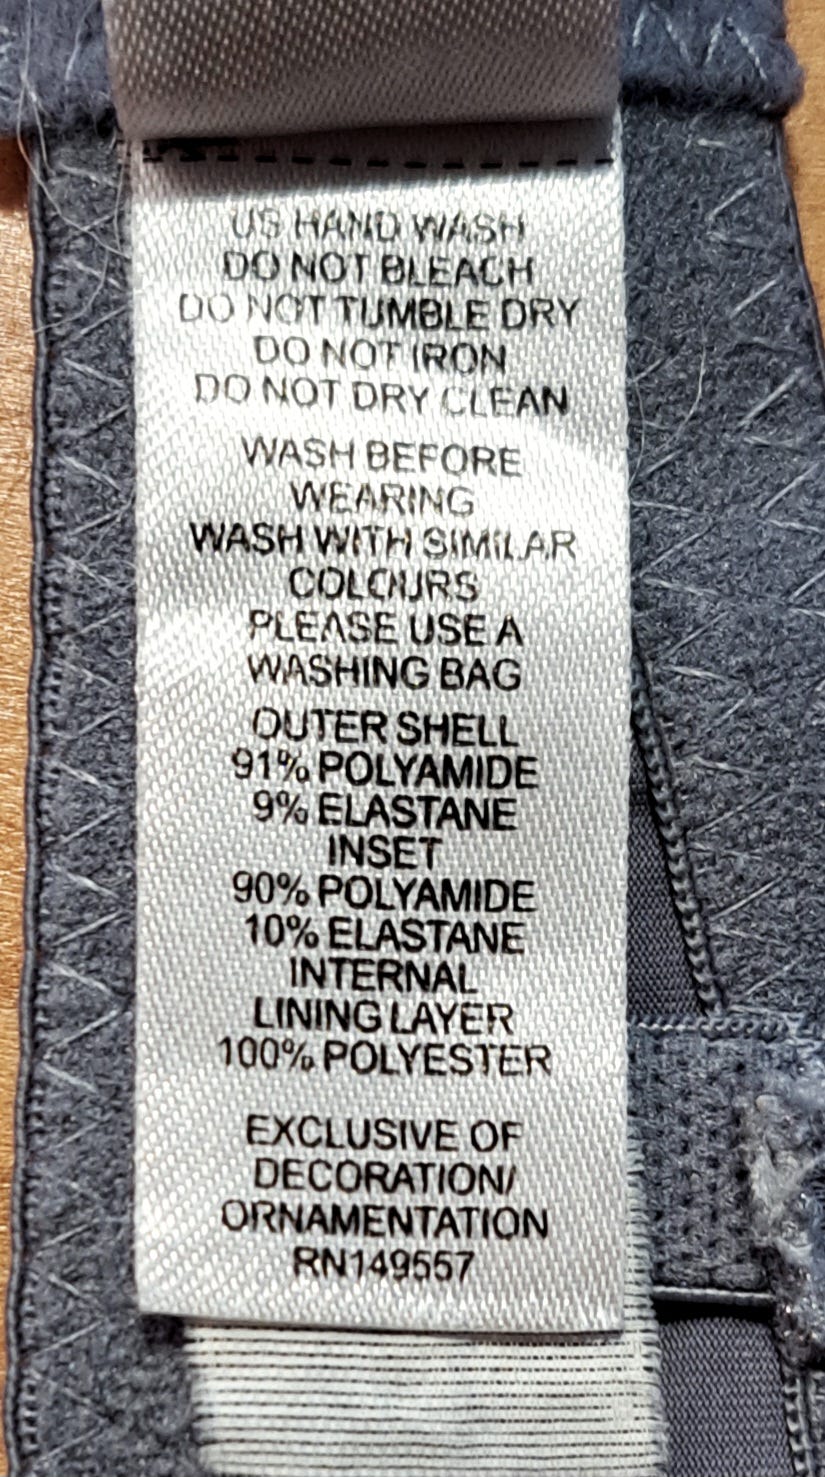 US HAND WASH
DO NOT BLEACH
DO NOT TUMBLE DRY
DO NOT IRON
DO NOT DRY CLEAN
WASH BEFORE
WEARING
WASH WITH SIMILAR
COLOURS
PLEASE USE A
WASHING BAG
OUTER SHELL
91% POLYAMIDE
9% ELASTANE
INSET
90% POLYAMIDE
10% ELASTANE
INTERNAL
LINING LAYER
100% POLYESTER
EXCLUSIVE OF
DECORATION/
ORNAMENTATION
RN149557